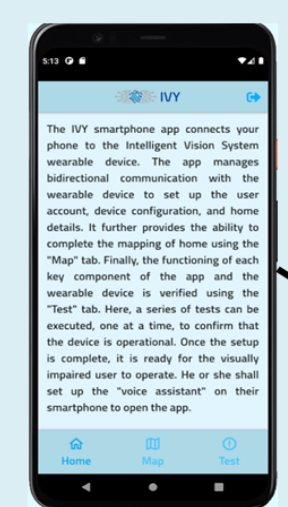 5:13
IVY
The IVY smartphone app connects your
phone to the Intelligent Vision System
wearable device. The app manages
bidirectional communication with the
wearable device to set up the user
account, device configuration, and home
details. It further provides the ability to
complete the mapping of home using the
"Map" tab. Finally, the functioning of each
key component of the app and the
wearable device is verified using the
"Test" tab. Here, a series of tests can be
executed, one at a time, to confirm that
the device is operational. Once the setup
is complete, it is ready for the visually
impaired user to operate. He or she shall
set up the "voice assistant" on their
smartphone to open the app.
Home Map Test